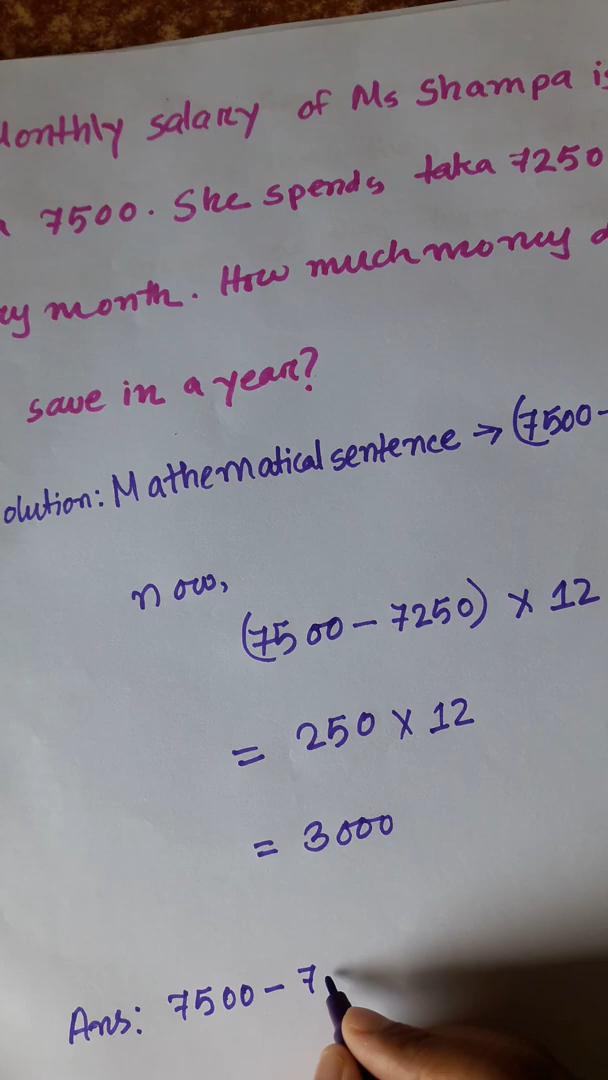 Monthly salary of Ms Shampa is
7500. She spends taka 7250
month. How much money
save in a year?
olution: Mathematical sentence → (7500-
now,
(7500-7250) × 12
= 250 × 12
= 3000
Ans: 7500-7